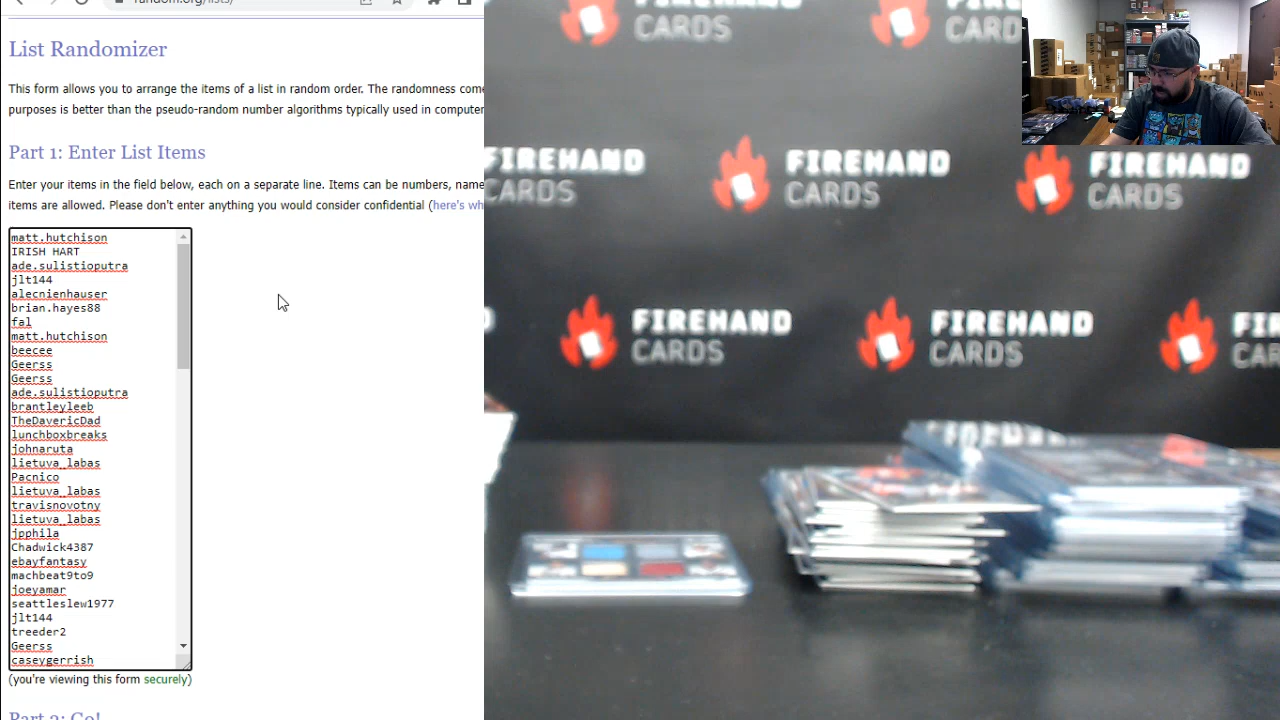 random.org/lists/
List Randomizer
This form allows you to arrange the items of a list in random order. The randomness come
purposes is better than the pseudo-random number algorithms typically used in computer
Part 1: Enter List Items
Enter your items in the field below, each on a separate line. Items can be numbers, name
items are allowed. Please don't enter anything you would consider confidential (here's wh
matt.hutchison
IRISH HART
ade.sulistioputra
jlt144
alecnienhauser
brian.hayes88
fal
matt.hutchison
beecee
Geerss
Geerss
ade.sulistioputra
brantleyleeb
TheDavericDad
lunchboxbreaks
johnaruta
lietuva_labas
Pacnico
lietuva_labas
travisnovotny
lietuva_labas
jpphila
Chadwick4387
ebayfantasy
machbeat9to9
joeyamar
seattleslew1977
jlt144
treeder2
Geerss
caseygerrish
(you're viewing this form securely)
Part 2: Go!
CARDS
CARD
FIREHAND
CARDS
FIREHAND
CARDS
FIREHAND
CARDS
FIREHAND
CARDS
FIREHAND
CARDS
FI
CA